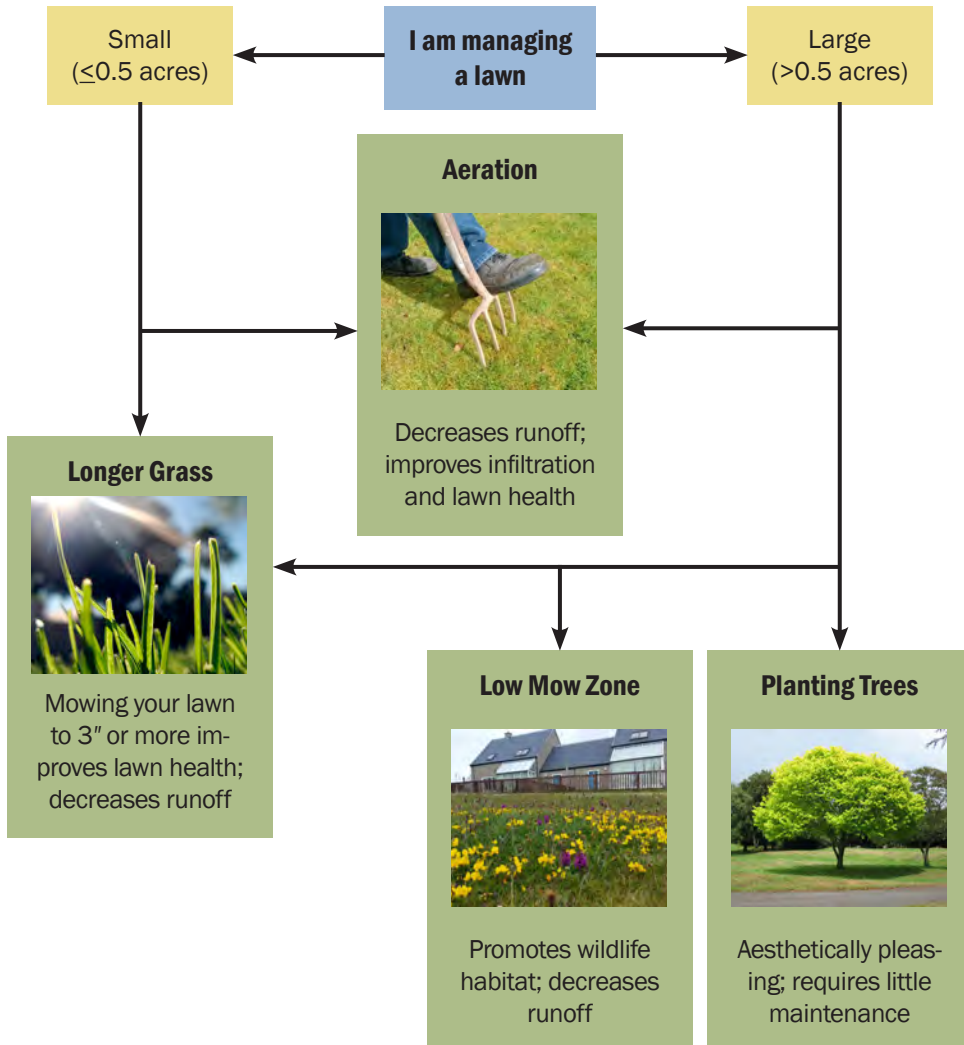 Small
(≤0.5 acres)
I am managing
a lawn
Large
(>0.5 acres)
Aeration
Decreases runoff;
improves infiltration
and lawn health
Longer Grass
Mowing your lawn
to 3″ or more im-
proves lawn health;
decreases runoff
Low Mow Zone
Promotes wildlife
habitat; decreases
runoff
Planting Trees
Aesthetically pleas-
ing; requires little
maintenance